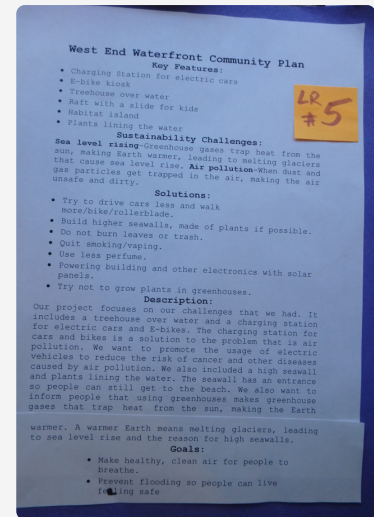 West End Waterfront Community Plan
Key Features:
• Charging Station for electric cars
• E-bike kiosk
• Treehouse over water
• Raft with a slide for kids
• Habitat island
• Plants lining the water
LR
#5
Sustainability Challenges:
Sea level rising-Greenhouse gases trap heat from the
sun, making Earth warmer, leading to melting glaciers
that cause sea level rise. Air pollution-When dust and
gas particles get trapped in the air, making the air
unsafe and dirty.
Solutions:
• Try to drive cars less and walk
more/bike/rollerblade.
• Build higher seawalls, made of plants if possible.
• Do not burn leaves or trash.
• Quit smoking/vaping.
• Use less perfume.
• Powering building and other electronics with solar
panels.
• Try not to grow plants in greenhouses.
Description:
Our project focuses on our challenges that we had. It
includes a treehouse over water and a charging station
for electric cars and E-bikes. The charging station for
cars and bikes is a solution to the problem that is air
pollution. We want to promote the usage of electric
vehicles to reduce the risk of cancer and other diseases
caused by air pollution. We also included a high seawall
and plants lining the water. The seawall has an entrance
so people can still get to the beach. We also want to
inform people that using greenhouses makes greenhouse
gases that trap heat from the sun, making the Earth
warmer. A warmer Earth means melting glaciers, leading
to sea level rise and the reason for high seawalls.
Goals:
• Make healthy, clean air for people to
breathe.
• Prevent flooding so people can live
feeling safe